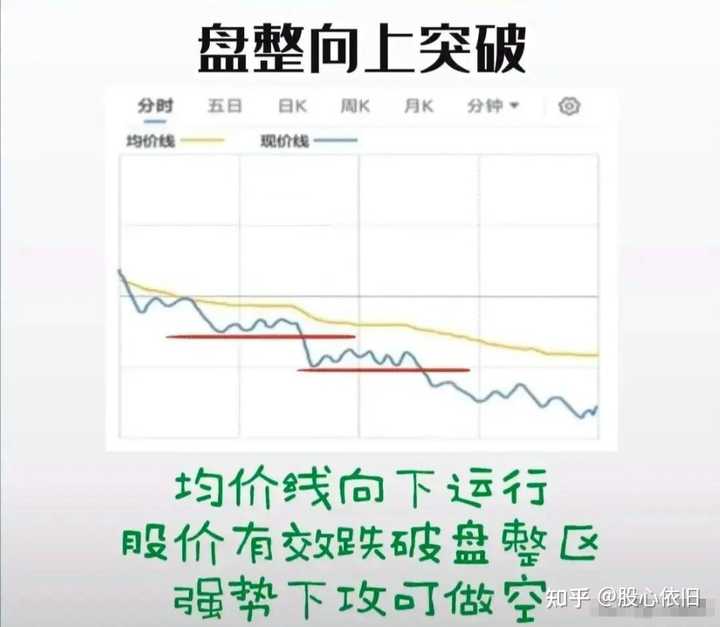 盘整向上突破
分时 五日 日K 周K 月K 分钟
均价线 现价线
均价线向下运行
股价有效跌破盘整区
强势下攻可做空
知乎 @股心依旧